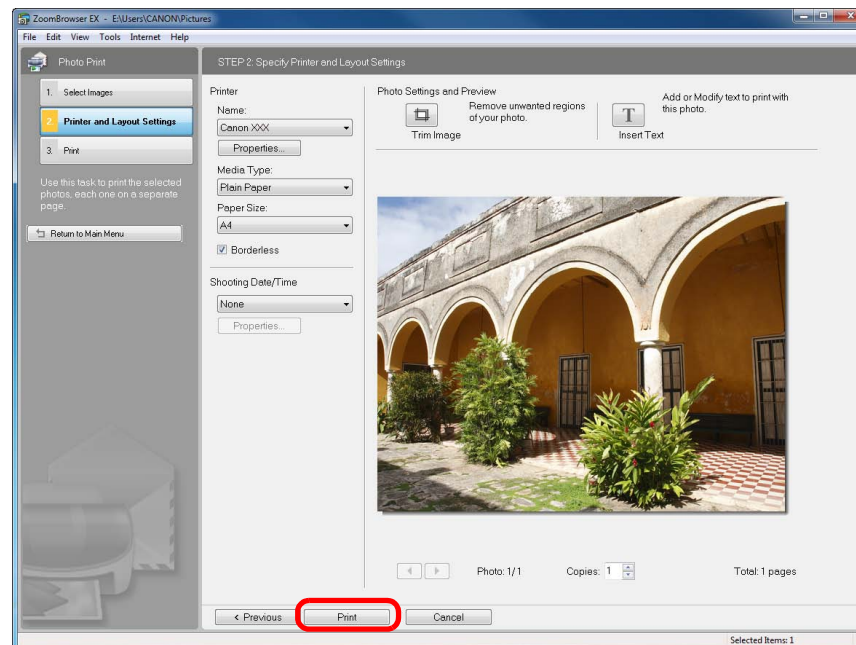 ZoomBrowser EX - E:\Users\CANON\Pictures
File Edit View Tools Internet Help
Photo Print
STEP 2: Specify Printer and Layout Settings
1. Select Images
2. Printer and Layout Settings
3. Print
Use this task to print the selected
photos, each one on a separate
page.
Return to Main Menu
Printer
Name:
Canon XXX
Properties...
Media Type:
Plain Paper
Paper Size:
A4
Borderless
Shooting Date/Time
None
Properties...
Photo Settings and Preview
Remove unwanted regions
of your photo.
Trim Image
T
Add or Modify text to print with
this photo.
Insert Text
Photo: 1/1
Copies: 1
Total: 1 pages
< Previous
Print
Cancel
Selected Items: 1